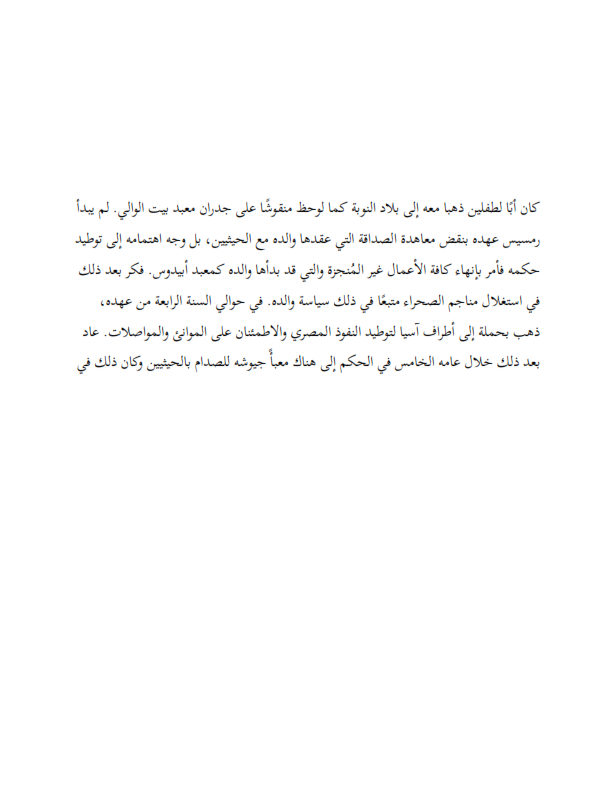 كان أبًا لطفلين ذهبا معه إلى بلاد النوبة كما لوحظ منقوشًا على جدران معبد بيت الوالي. لم يبدأ
رمسيس عهده بنقض معاهدة الصداقة التي عقدها والده مع الحيثيين، بل وجه اهتمامه إلى توطيد
حكمه فأمر بإنهاء كافة الأعمال غير المُنجزة والتي قد بدأها والده كمعبد أبيدوس. فكر بعد ذلك
في استغلال مناجم الصحراء متبعًا في ذلك سياسة والده. في حوالي السنة الرابعة من عهده،
ذهب بحملة إلى أطراف آسيا لتوطيد النفوذ المصري والاطمئنان على الموانئ والمواصلات. عاد
بعد ذلك خلال عامه الخامس في الحكم إلى هناك معبأً جيوشه للصدام بالحيثيين وكان ذلك في